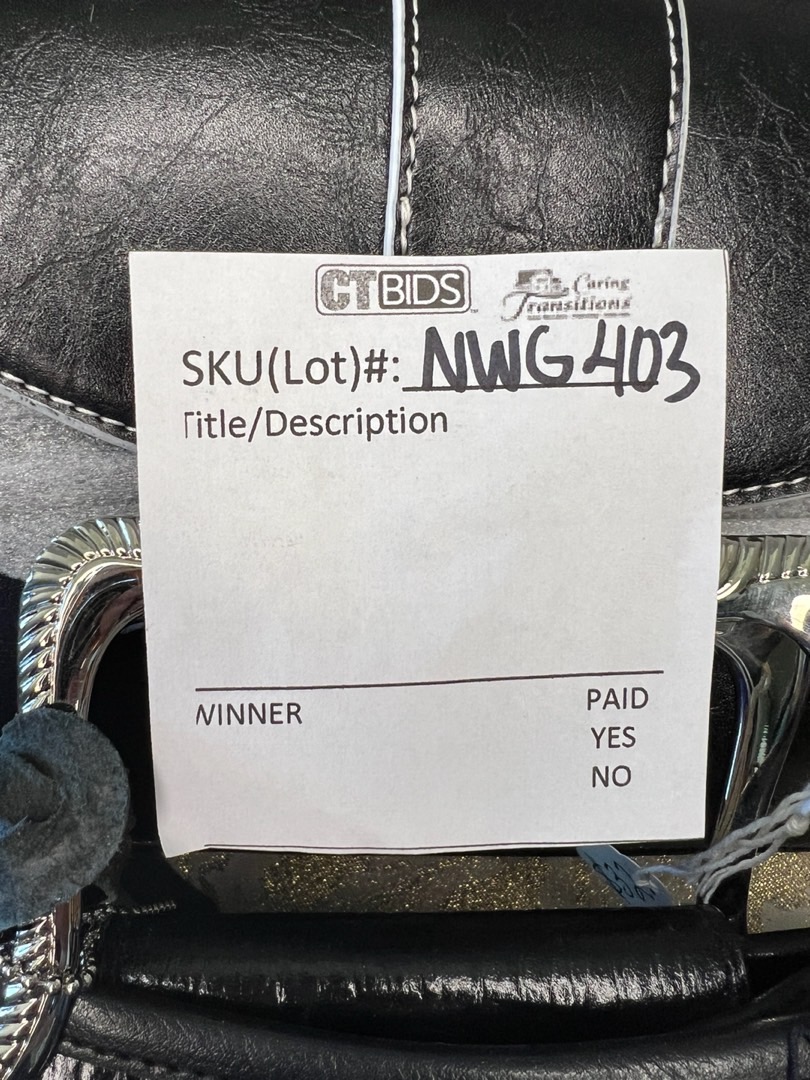 CTBIDS Caring Transitions
SKU(Lot)#: NWG403
Title/Description
WINNER PAID
YES
NO